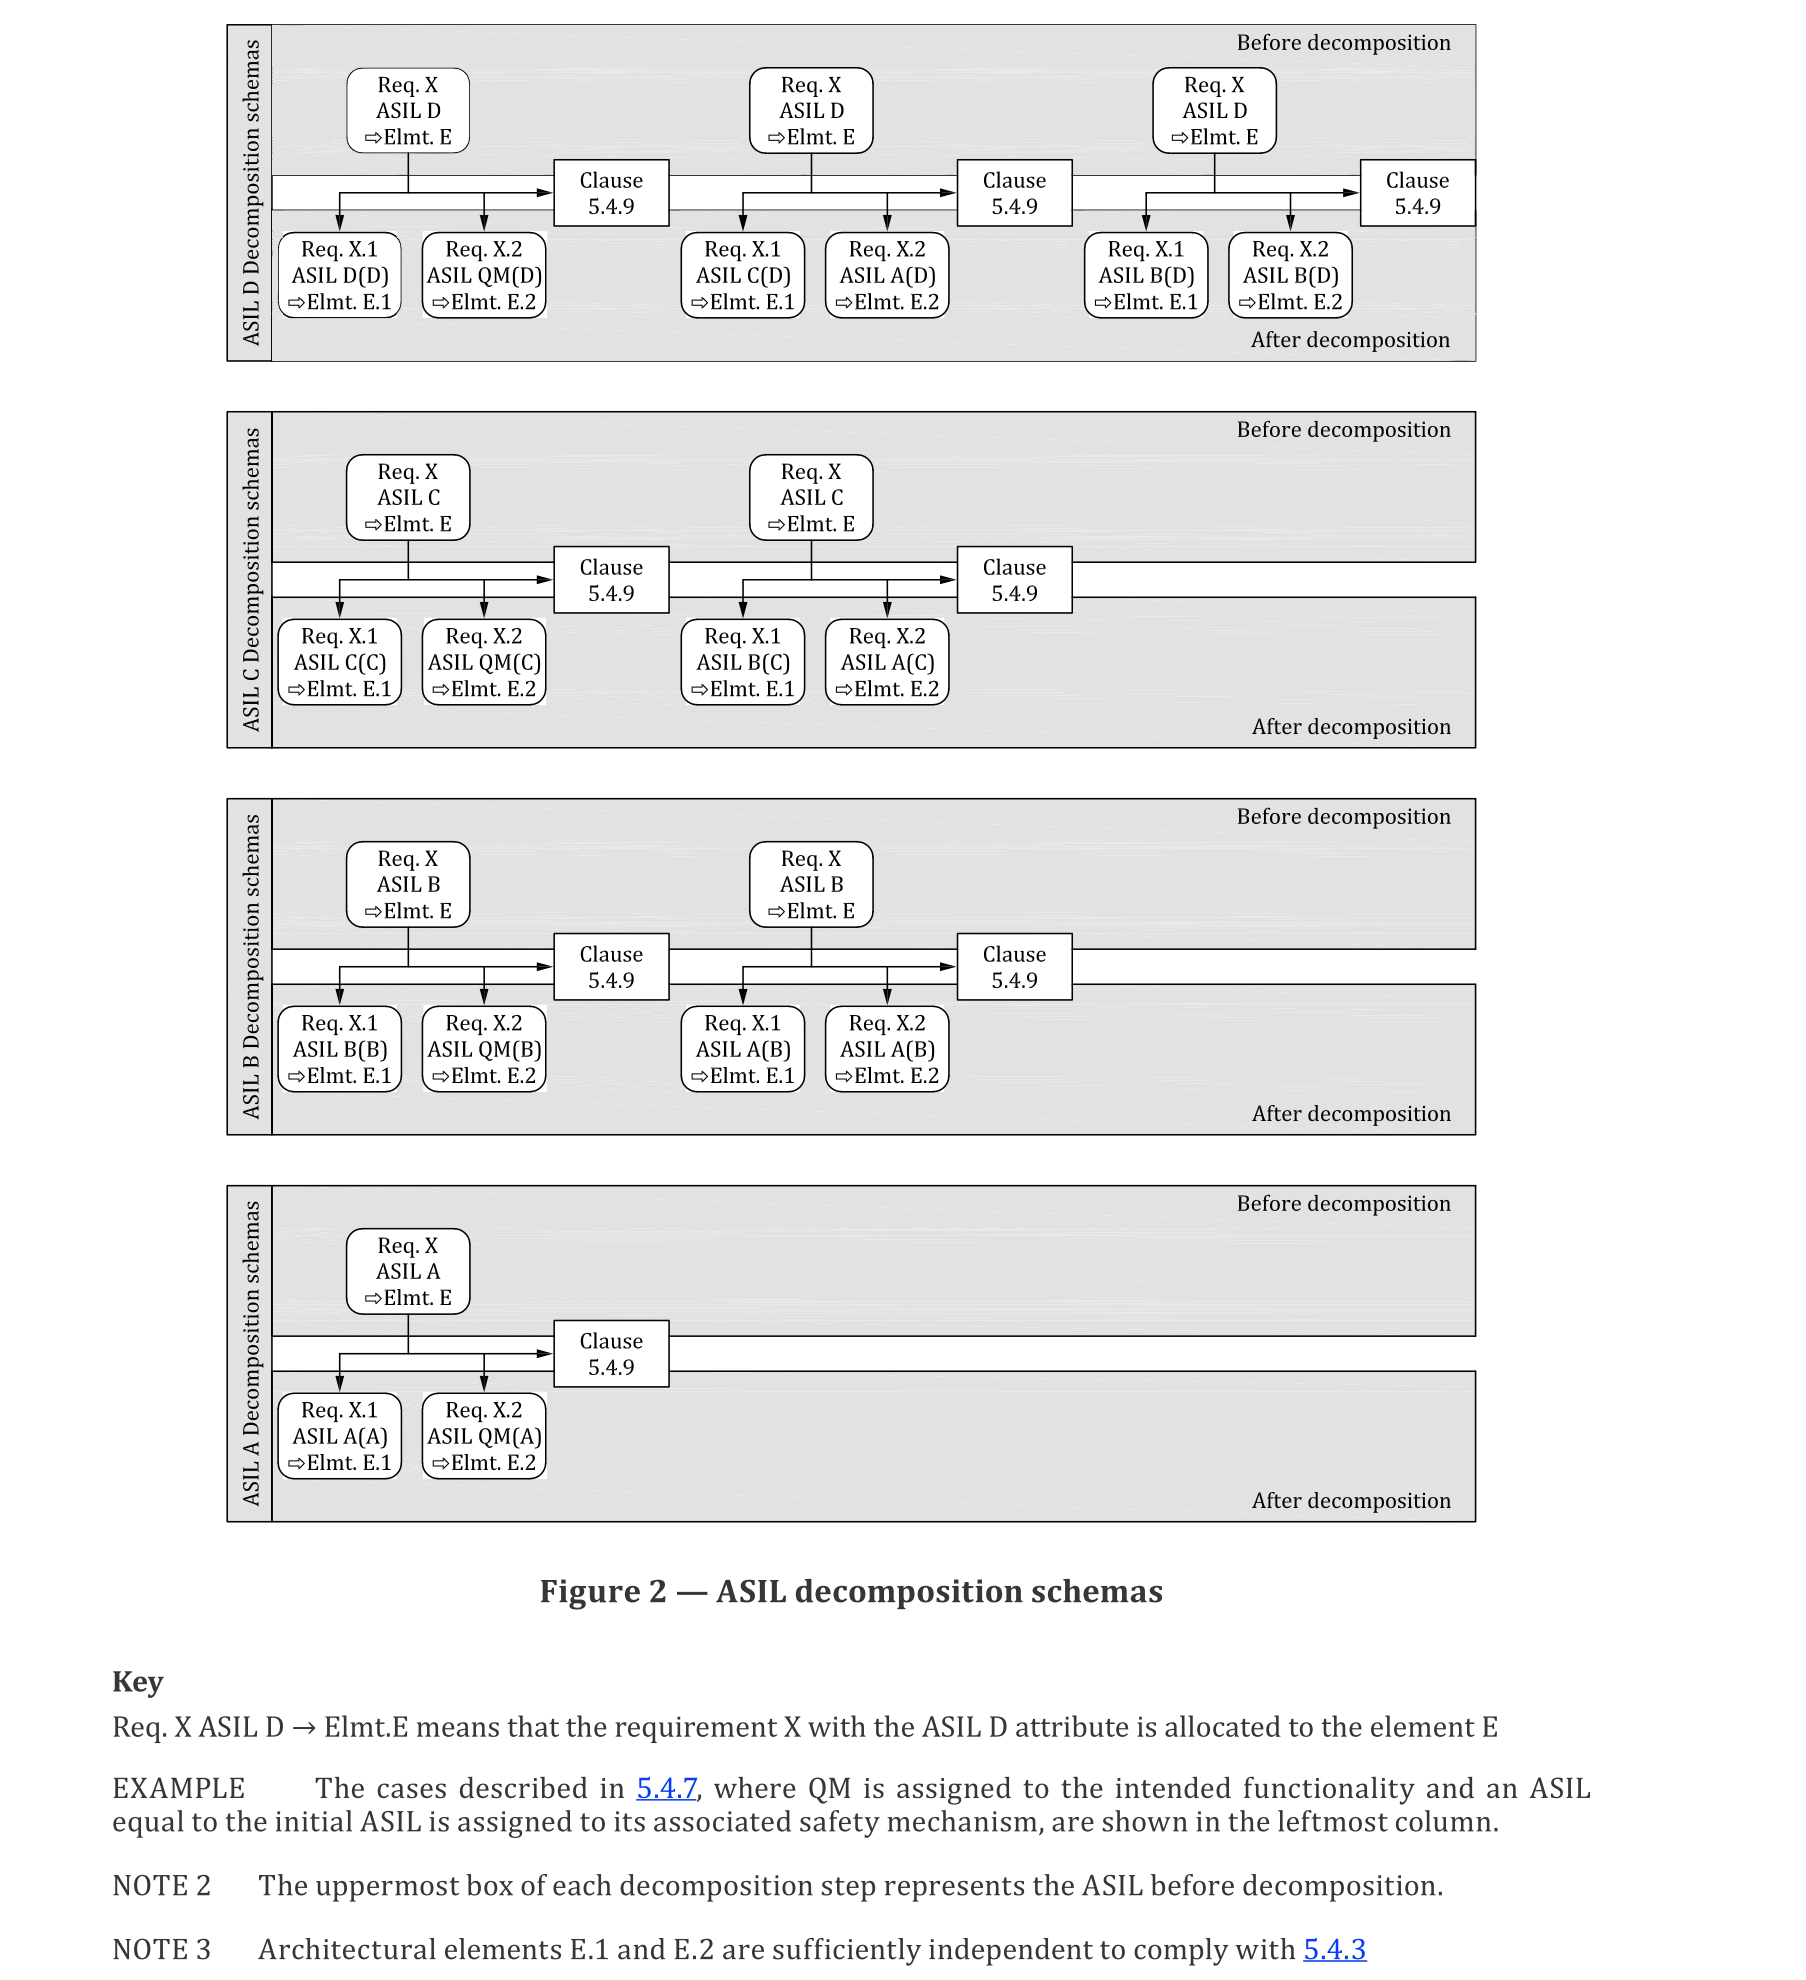 ASIL D Decomposition schemas
Before decomposition
Req. X
ASIL D
⇨Elmt. E
Req. X
ASIL D
⇨Elmt. E
Req. X
ASIL D
⇨Elmt. E
Clause
5.4.9
Clause
5.4.9
Clause
5.4.9
Req. X.1
ASIL D(D)
⇨Elmt. E.1
Req. X.2
ASIL QM(D)
⇨Elmt. E.2
Req. X.1
ASIL C(D)
⇨Elmt. E.1
Req. X.2
ASIL A(D)
⇨Elmt. E.2
Req. X.1
ASIL B(D)
⇨Elmt. E.1
Req. X.2
ASIL B(D)
⇨Elmt. E.2
After decomposition
ASIL C Decomposition schemas
Before decomposition
Req. X
ASIL C
⇨Elmt. E
Req. X
ASIL C
⇨Elmt. E
Clause
5.4.9
Clause
5.4.9
Req. X.1
ASIL C(C)
⇨Elmt. E.1
Req. X.2
ASIL QM(C)
⇨Elmt. E.2
Req. X.1
ASIL B(C)
⇨Elmt. E.1
Req. X.2
ASIL A(C)
⇨Elmt. E.2
After decomposition
ASIL B Decomposition schemas
Before decomposition
Req. X
ASIL B
⇨Elmt. E
Req. X
ASIL B
⇨Elmt. E
Clause
5.4.9
Clause
5.4.9
Req. X.1
ASIL B(B)
⇨Elmt. E.1
Req. X.2
ASIL QM(B)
⇨Elmt. E.2
Req. X.1
ASIL A(B)
⇨Elmt. E.1
Req. X.2
ASIL A(B)
⇨Elmt. E.2
After decomposition
ASIL A Decomposition schemas
Before decomposition
Req. X
ASIL A
⇨Elmt. E
Clause
5.4.9
Req. X.1
ASIL A(A)
⇨Elmt. E.1
Req. X.2
ASIL QM(A)
⇨Elmt. E.2
After decomposition
Figure 2 — ASIL decomposition schemas
Key
Req. X ASIL D → Elmt.E means that the requirement X with the ASIL D attribute is allocated to the element E
EXAMPLE The cases described in 5.4.7, where QM is assigned to the intended functionality and an ASIL
equal to the initial ASIL is assigned to its associated safety mechanism, are shown in the leftmost column.
NOTE 2 The uppermost box of each decomposition step represents the ASIL before decomposition.
NOTE 3 Architectural elements E.1 and E.2 are sufficiently independent to comply with 5.4.3